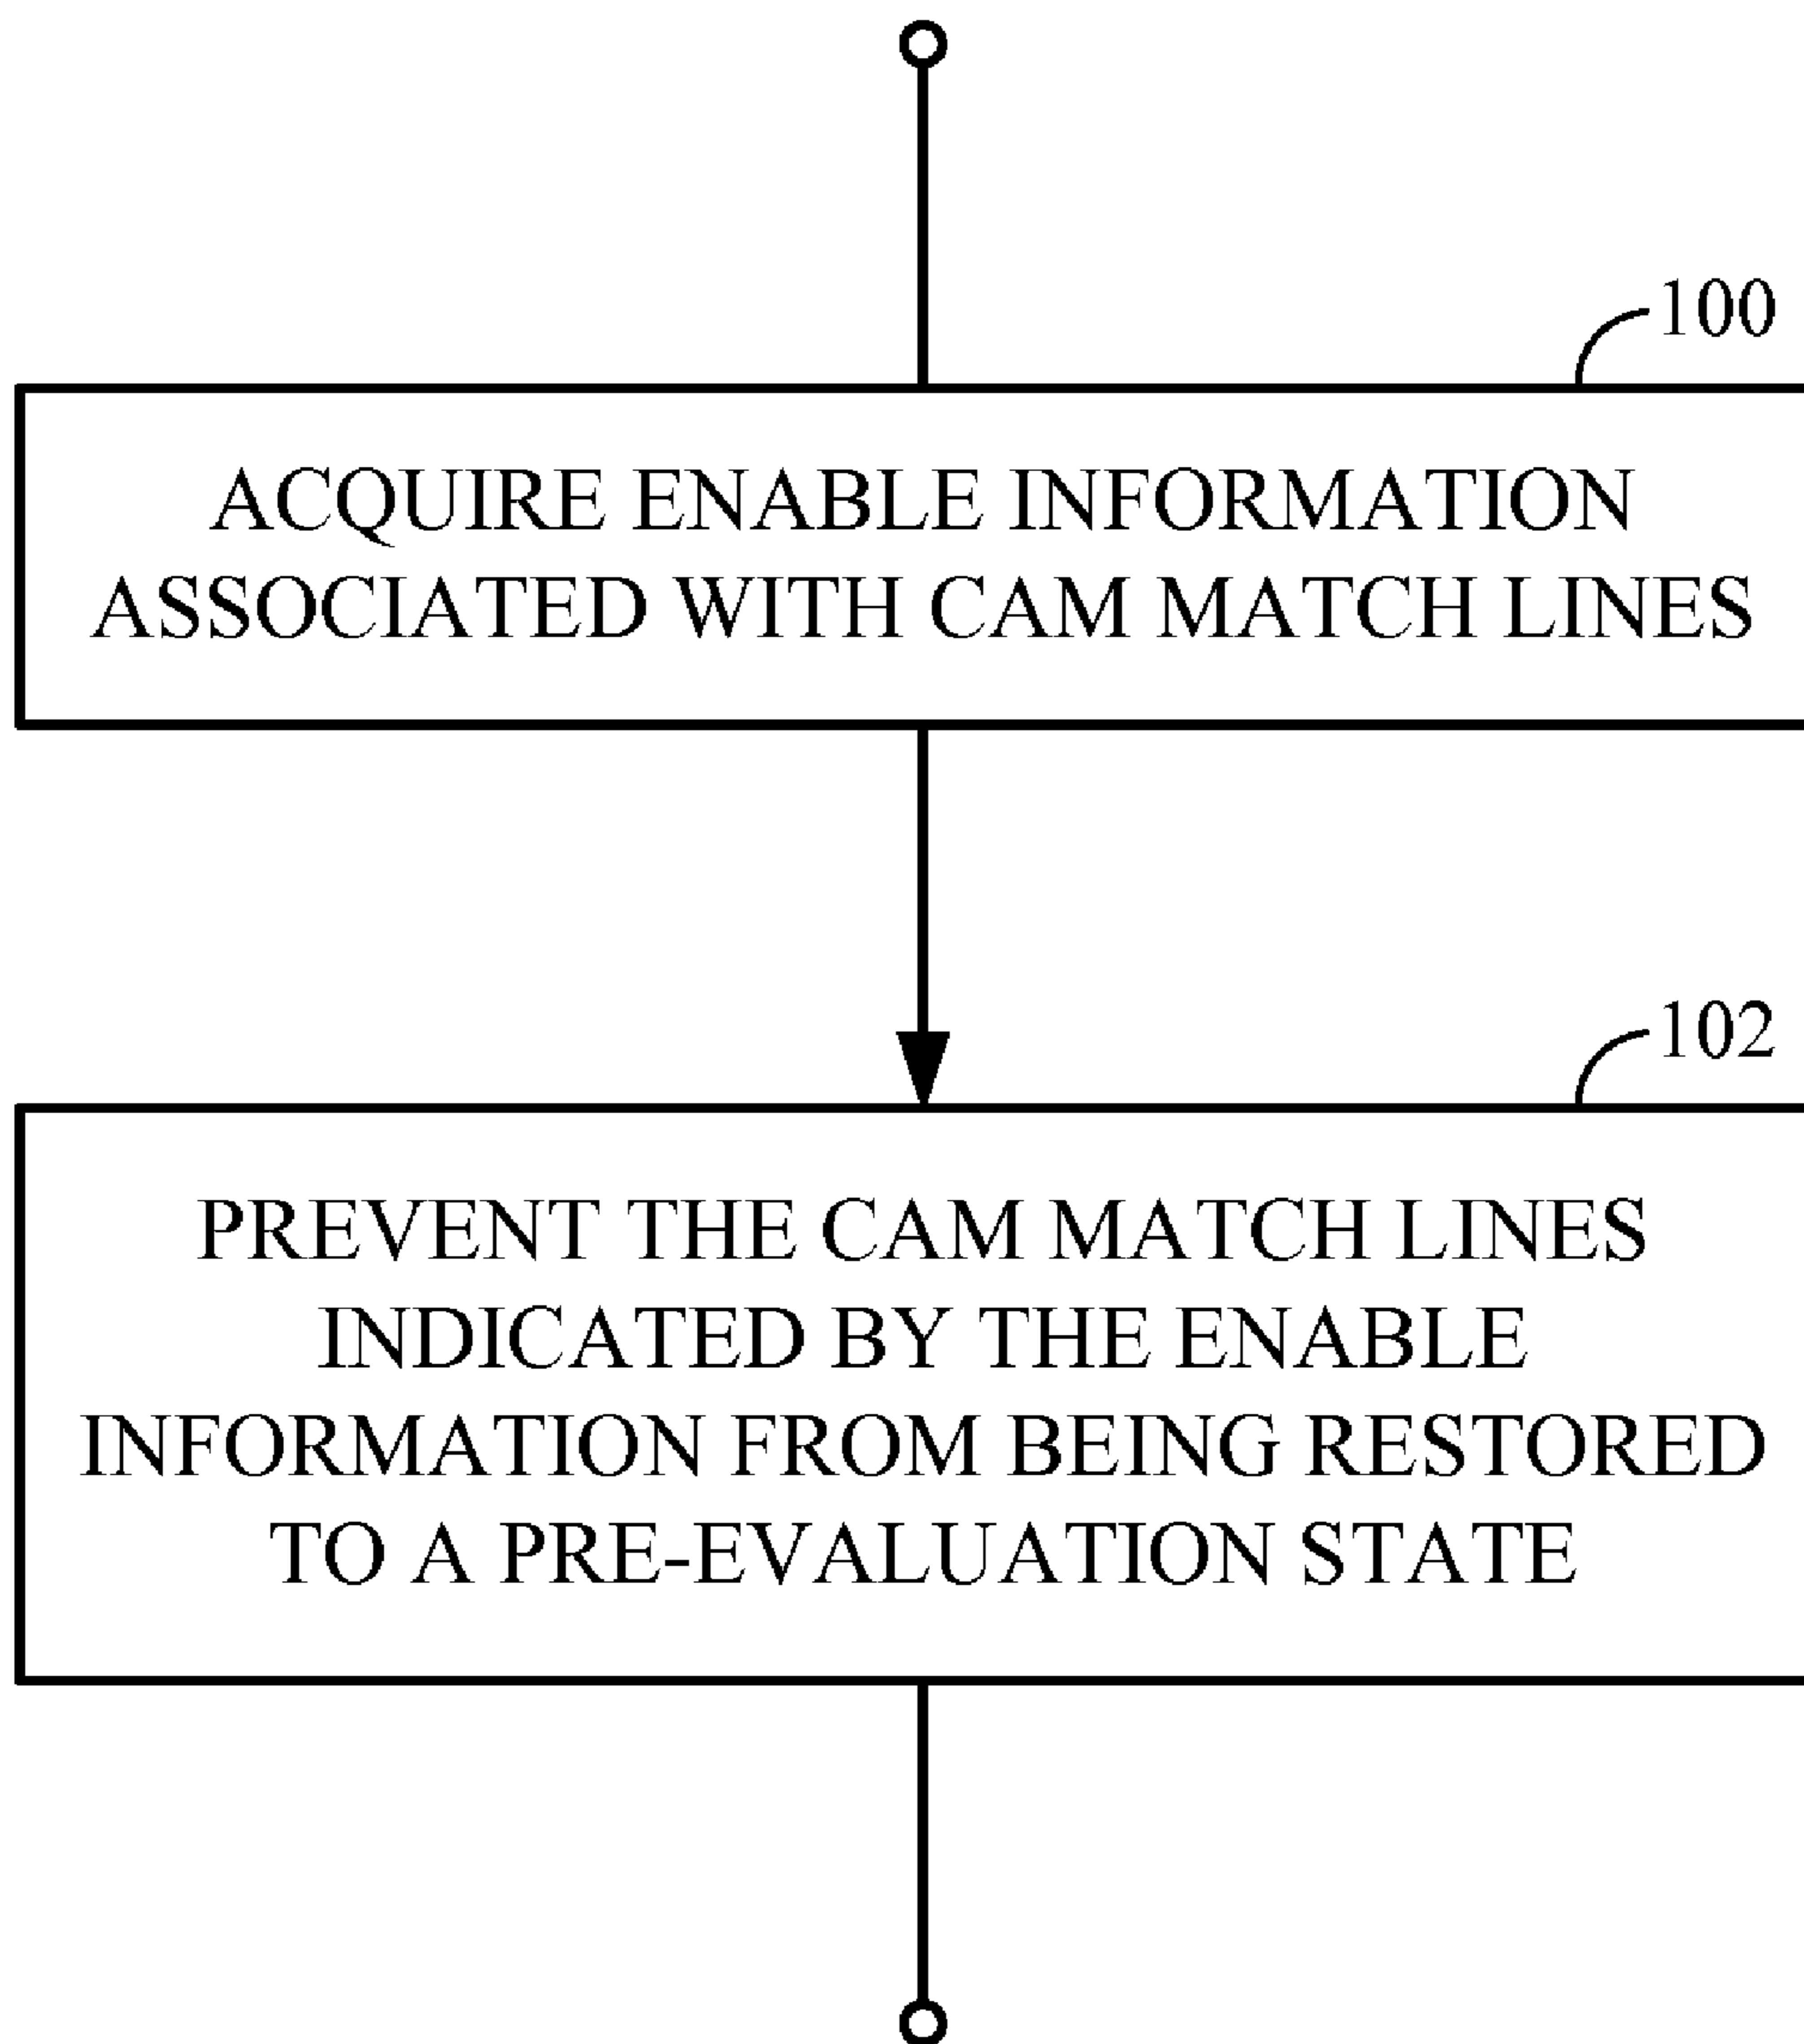 100
ACQUIRE ENABLE INFORMATION
ASSOCIATED WITH CAM MATCH LINES
102
PREVENT THE CAM MATCH LINES
INDICATED BY THE ENABLE
INFORMATION FROM BEING RESTORED
TO A PRE-EVALUATION STATE